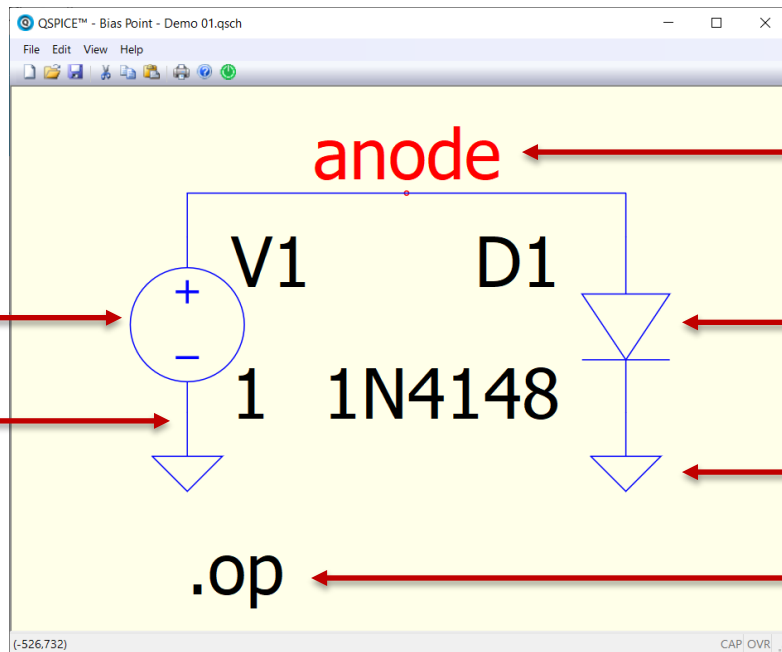 QSPICE™ - Bias Point - Demo 01.qsch
File Edit View Help
anode
V1 D1
+
−
1 1N4148
.op
(-526,732) CAP OVR